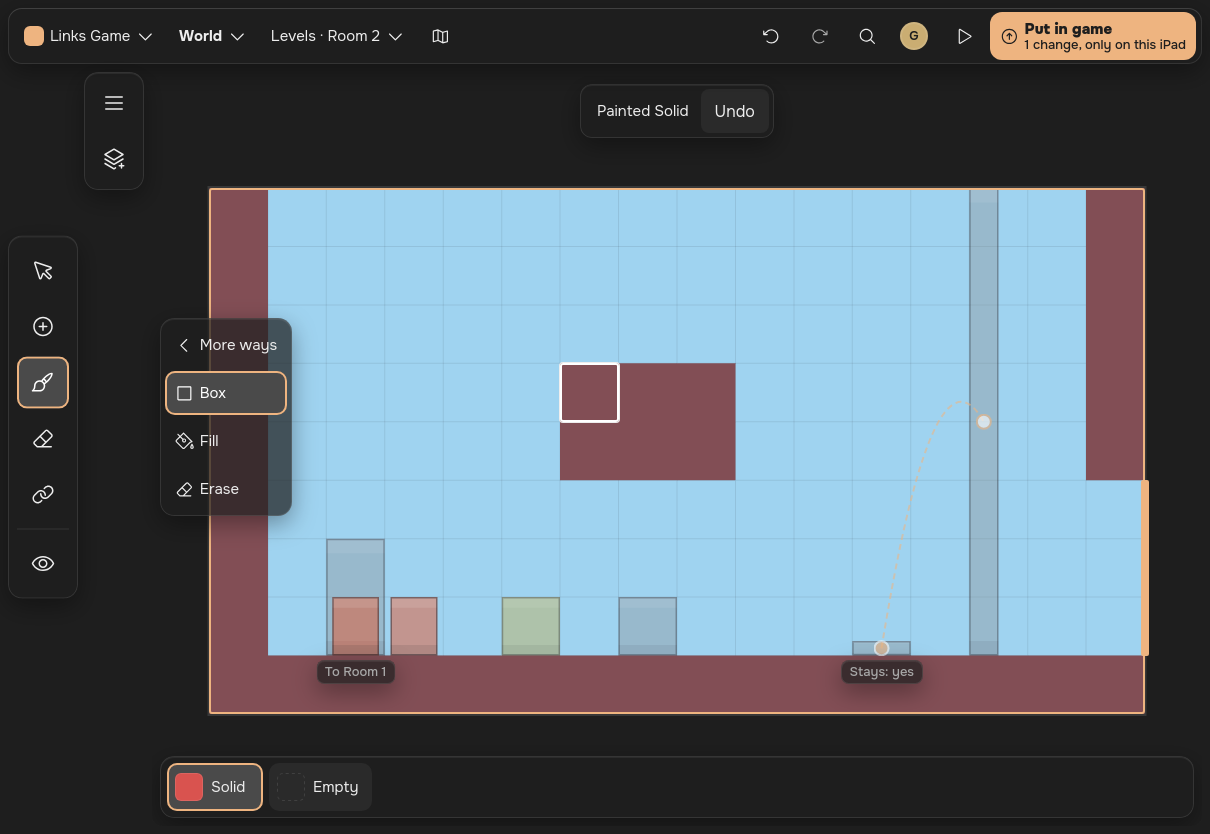 Links Game
World
Levels · Room 2
G
Put in game
1 change, only on this iPad
Painted Solid
Undo
More ways
Box
Fill
Erase
To Room 1
Stays: yes
Solid
Empty